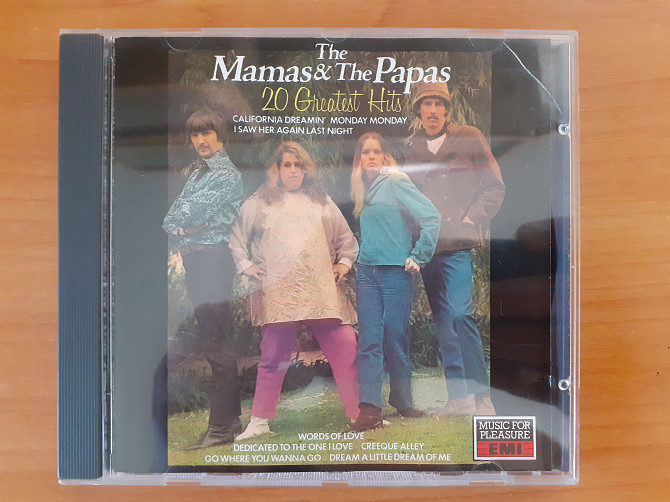 The
Mamas & The Papas
20 Greatest Hits
CALIFORNIA DREAMIN' MONDAY MONDAY
I SAW HER AGAIN LAST NIGHT
WORDS OF LOVE
DEDICATED TO THE ONE I LOVE CREEQUE ALLEY
GO WHERE YOU WANNA GO DREAM A LITTLE DREAM OF ME
MUSIC FOR
PLEASURE
EMI